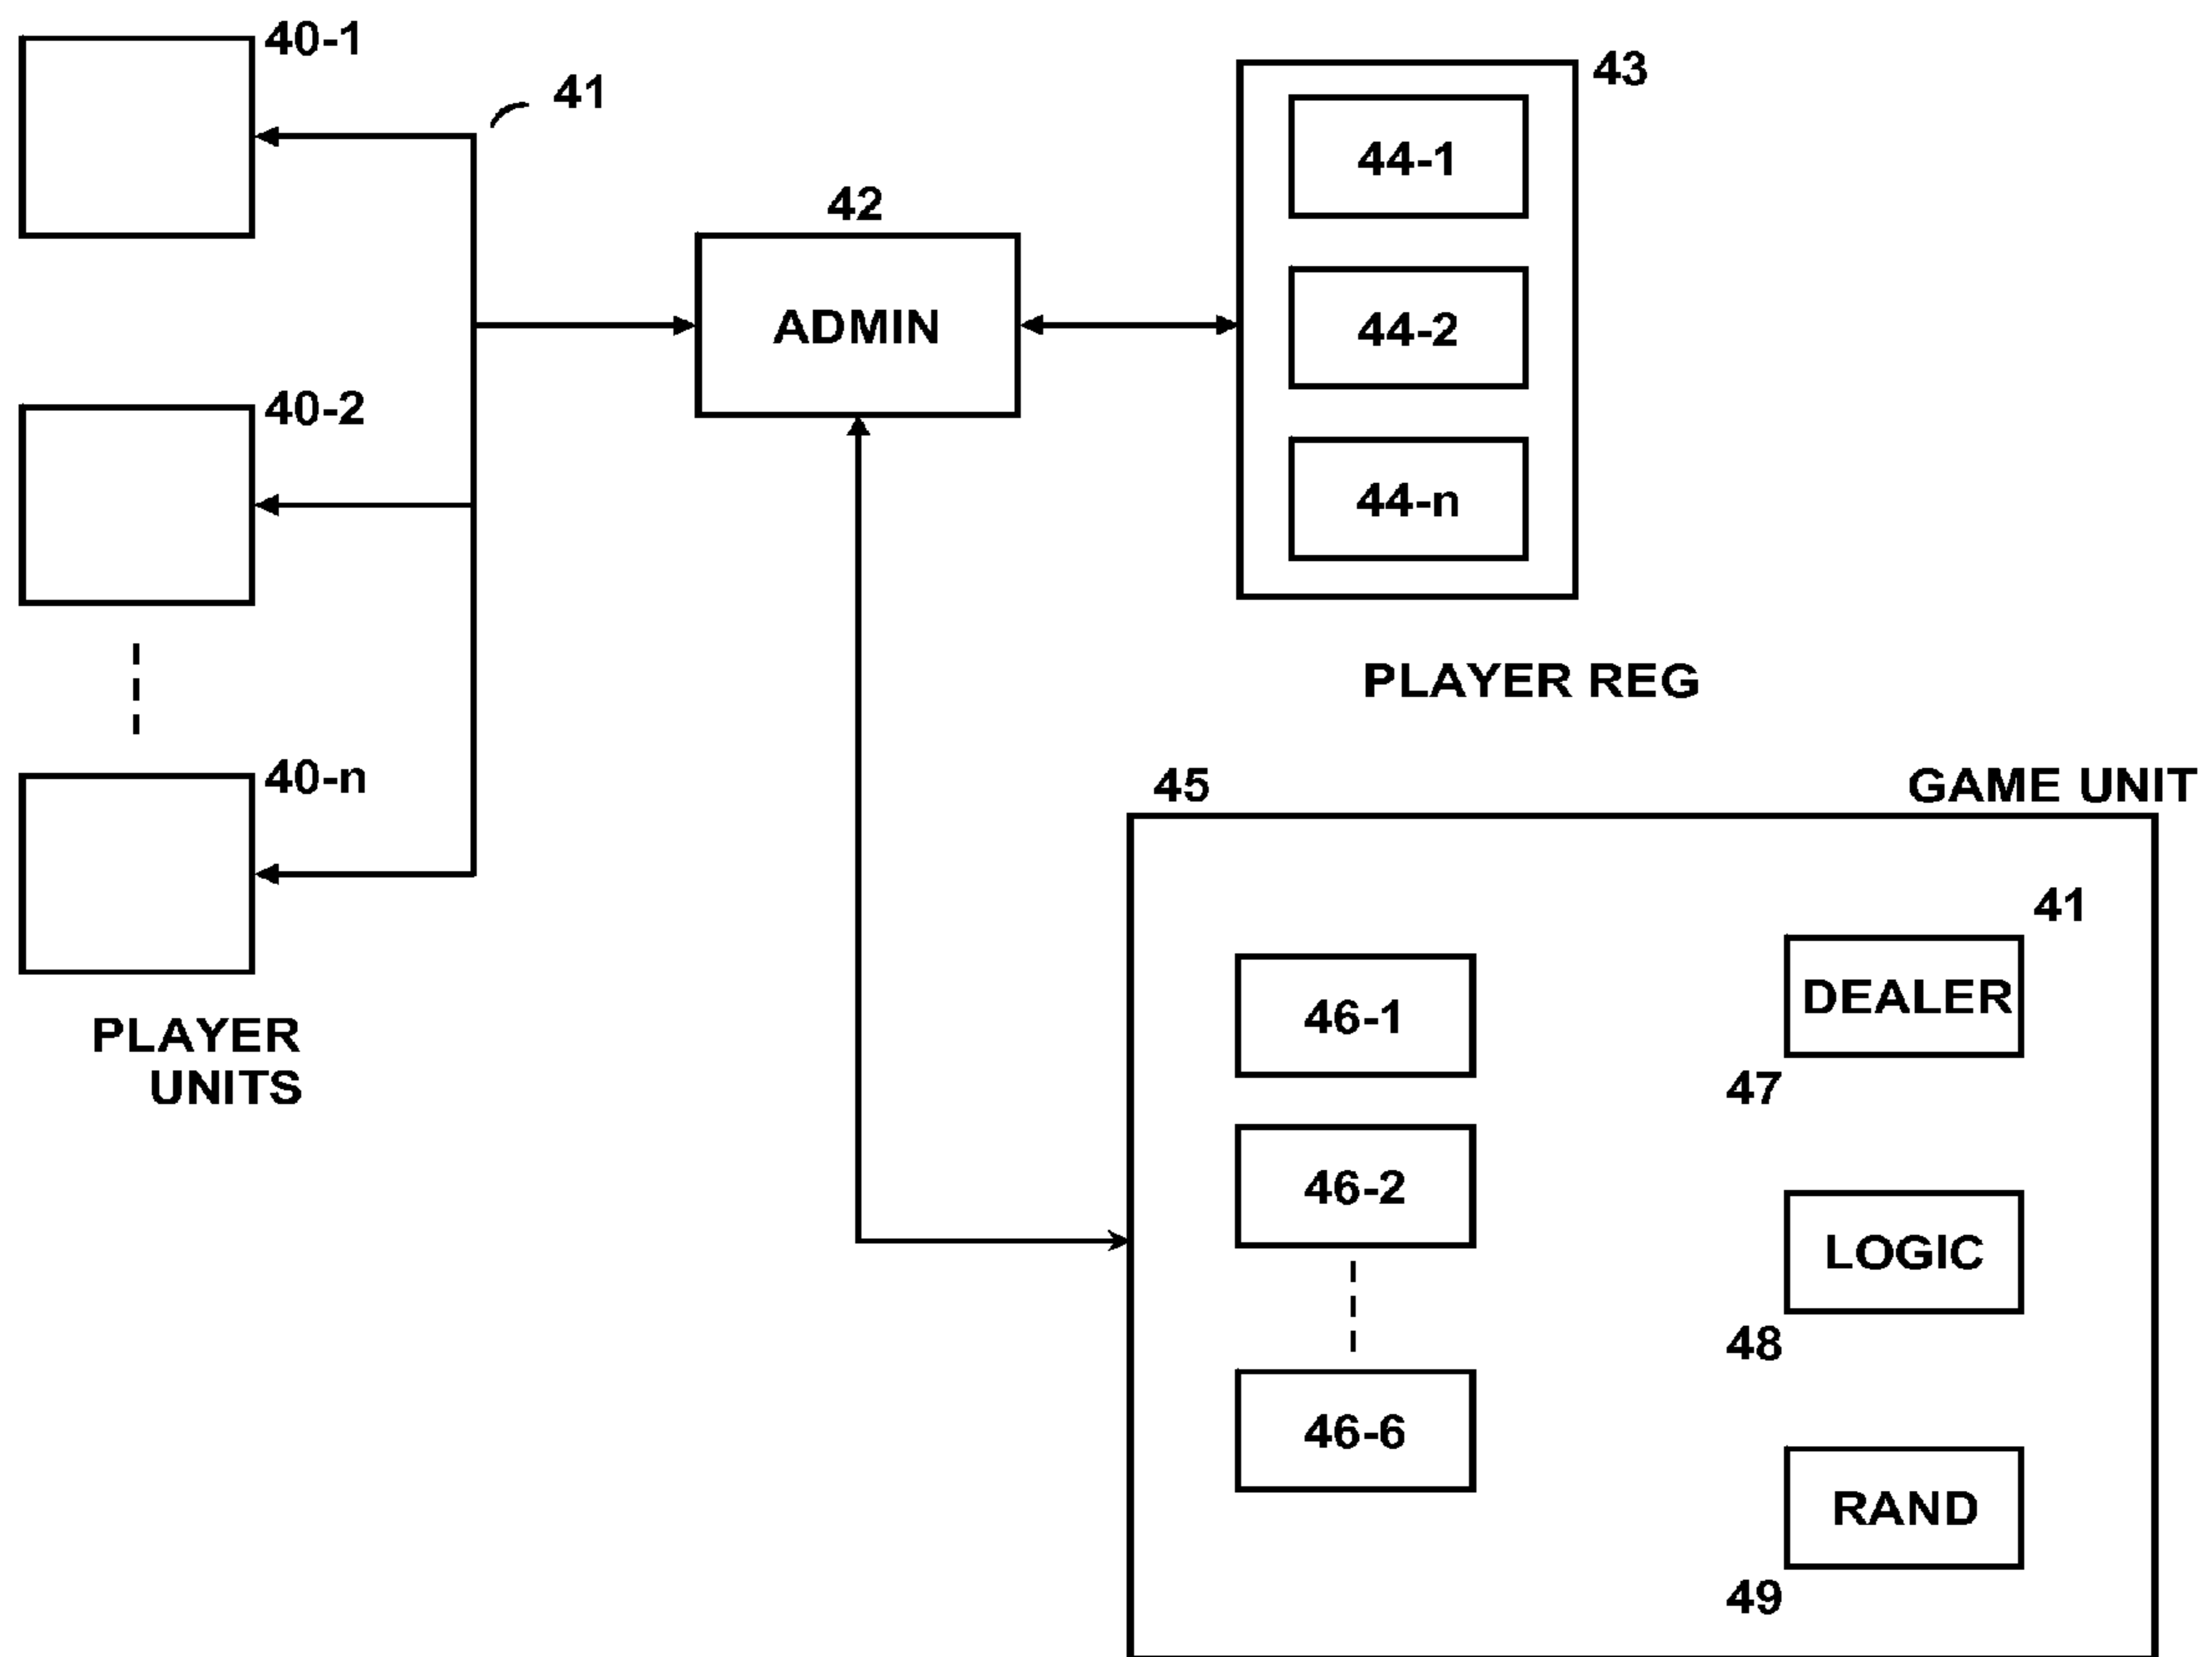 40-1
41
43
44-1
42
ADMIN
44-2
40-2
44-n
PLAYER REG
40-n
45
GAME UNIT
41
46-1
DEALER
PLAYER
UNITS
47
46-2
LOGIC
48
46-6
RAND
49